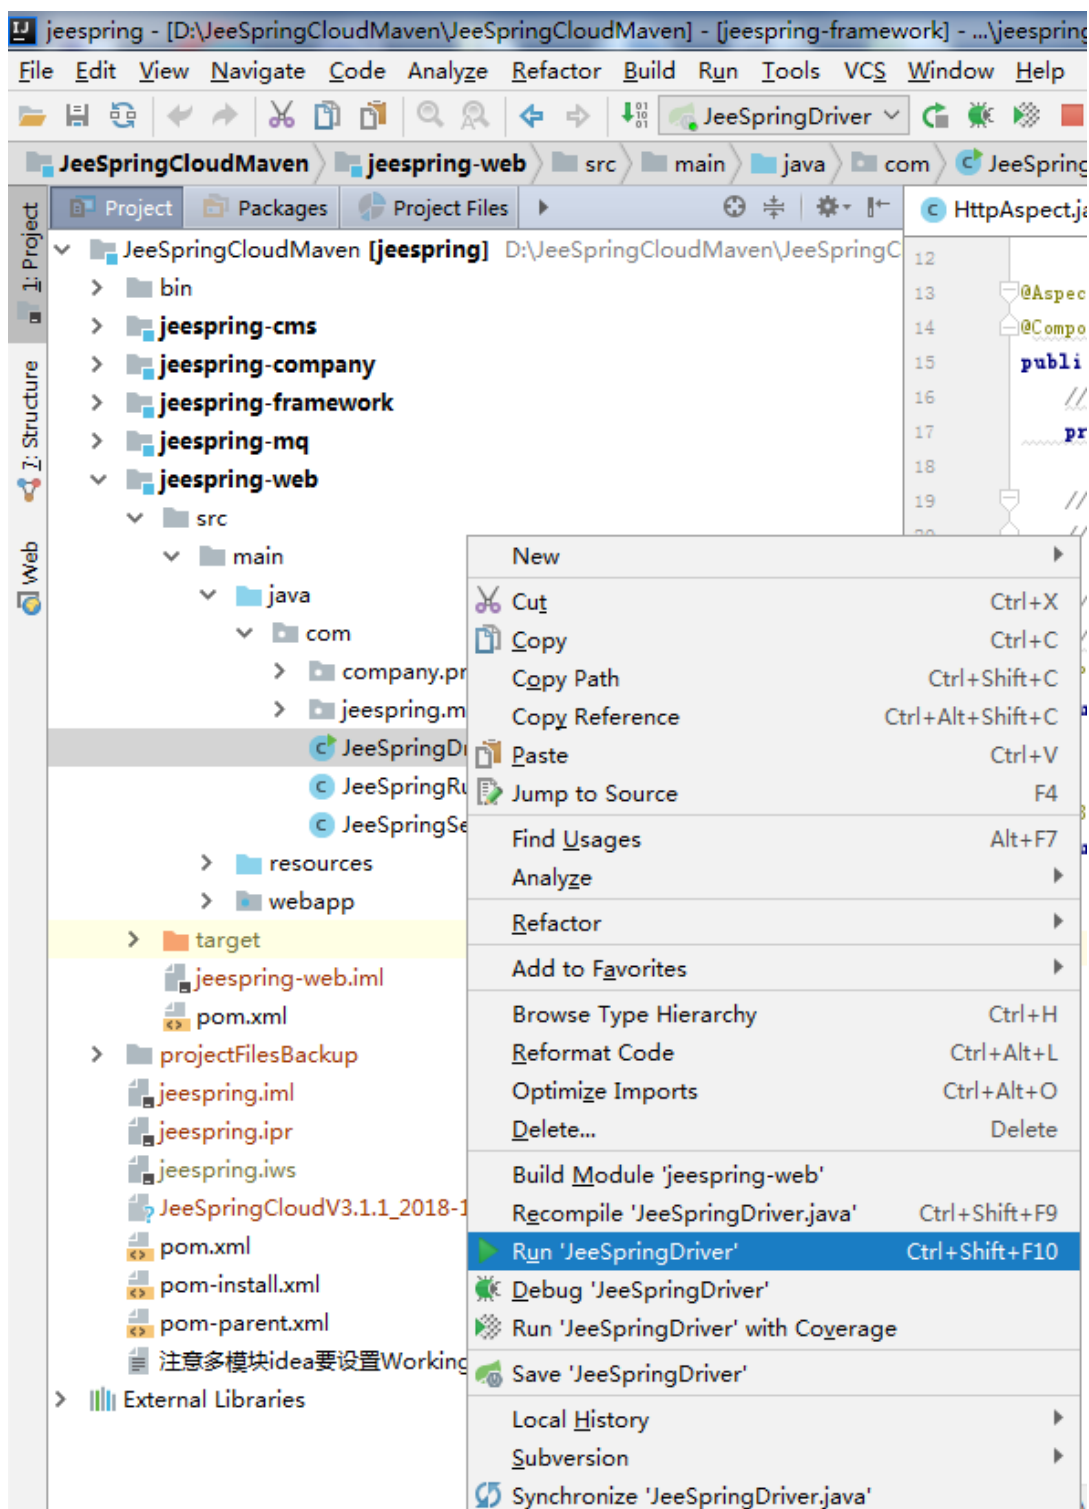 jeespring - [D:\JeeSpringCloudMaven\JeeSpringCloudMaven] - [jeespring-framework] - ...\jeespring
File Edit View Navigate Code Analyze Refactor Build Run Tools VCS Window Help
JeeSpringDriver
JeeSpringCloudMaven jeespring-web src main java com JeeSpring
1: Project
7: Structure
Web
Project Packages Project Files
HttpAspect.ja
JeeSpringCloudMaven [jeespring] D:\JeeSpringCloudMaven\JeeSpringC
bin
jeespring-cms
jeespring-company
jeespring-framework
jeespring-mq
jeespring-web
src
main
java
com
company.pr
jeespring.m
JeeSpringDr
JeeSpringRu
JeeSpringSe
resources
webapp
target
jeespring-web.iml
pom.xml
projectFilesBackup
jeespring.iml
jeespring.ipr
jeespring.iws
JeeSpringCloudV3.1.1_2018-1
pom.xml
pom-install.xml
pom-parent.xml
注意多模块idea要设置Working
External Libraries
12
13 @Aspec
14 @Compo
15 publi
16 //
17 pr
18
19 //
20 //
New
Cut Ctrl+X
Copy Ctrl+C
Copy Path Ctrl+Shift+C
Copy Reference Ctrl+Alt+Shift+C
Paste Ctrl+V
Jump to Source F4
Find Usages Alt+F7
Analyze
Refactor
Add to Favorites
Browse Type Hierarchy Ctrl+H
Reformat Code Ctrl+Alt+L
Optimize Imports Ctrl+Alt+O
Delete... Delete
Build Module 'jeespring-web'
Recompile 'JeeSpringDriver.java' Ctrl+Shift+F9
Run 'JeeSpringDriver' Ctrl+Shift+F10
Debug 'JeeSpringDriver'
Run 'JeeSpringDriver' with Coverage
Save 'JeeSpringDriver'
Local History
Subversion
Synchronize 'JeeSpringDriver.java'